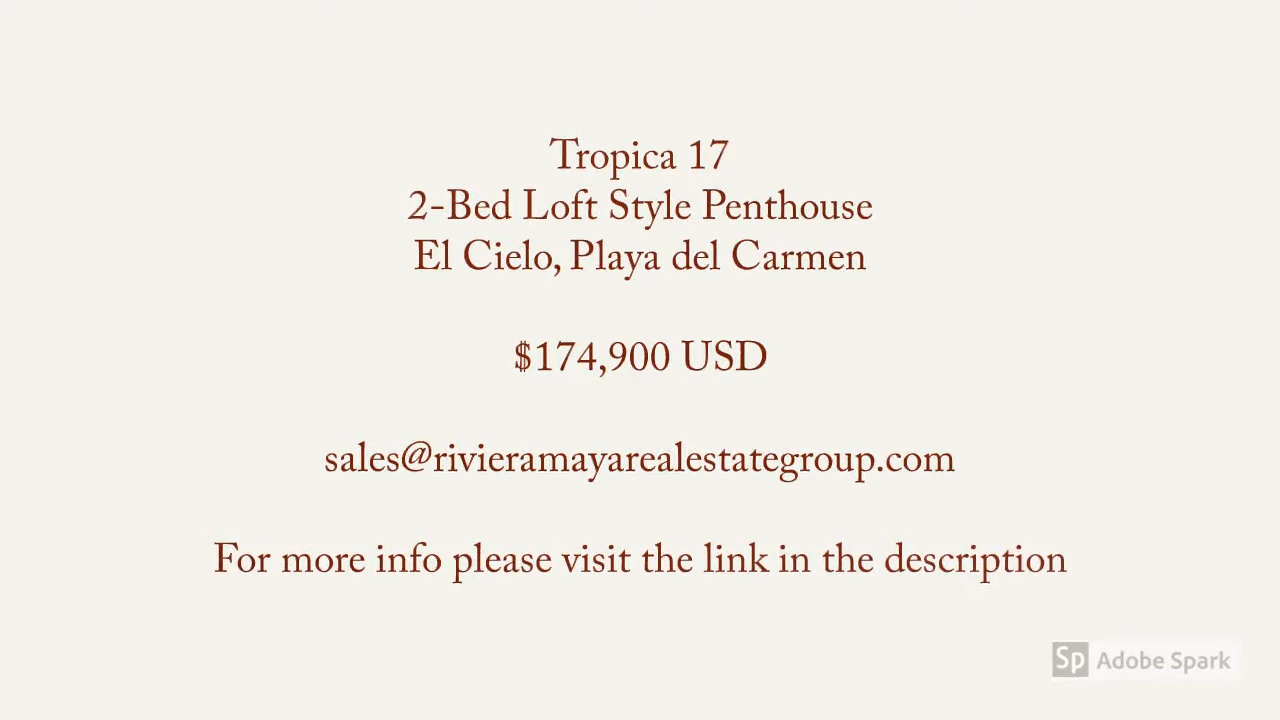 Tropica 17
2-Bed Loft Style Penthouse
El Cielo, Playa del Carmen
$174,900 USD
sales@rivieramayarealestategroup.com
For more info please visit the link in the description
Sp Adobe Spark